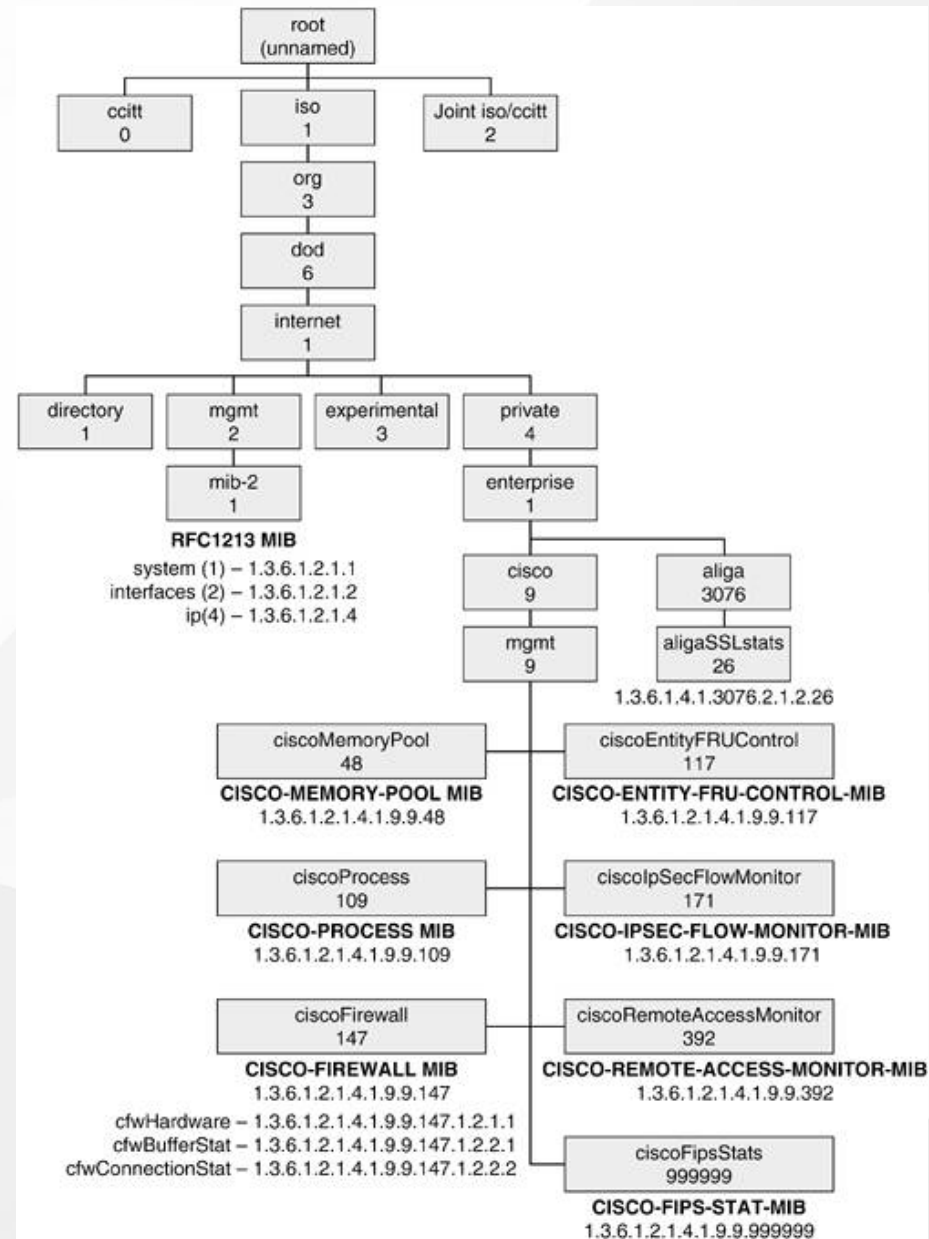 root
(unnamed)
ccitt
0
iso
1
Joint iso/ccitt
2
org
3
dod
6
internet
1
directory
1
mgmt
2
experimental
3
private
4
mib-2
1
enterprise
1
RFC1213 MIB
system (1) – 1.3.6.1.2.1.1
interfaces (2) – 1.3.6.1.2.1.2
ip(4) – 1.3.6.1.2.1.4
cisco
9
aliga
3076
mgmt
9
aligaSSLstats
26
1.3.6.1.4.1.3076.2.1.2.26
ciscoMemoryPool
48
CISCO-MEMORY-POOL MIB
1.3.6.1.2.1.4.1.9.9.48
ciscoEntityFRUControl
117
CISCO-ENTITY-FRU-CONTROL-MIB
1.3.6.1.2.1.4.1.9.9.117
ciscoProcess
109
CISCO-PROCESS MIB
1.3.6.1.2.1.4.1.9.9.109
ciscoIpSecFlowMonitor
171
CISCO-IPSEC-FLOW-MONITOR-MIB
1.3.6.1.2.1.4.1.9.9.171
ciscoFirewall
147
CISCO-FIREWALL MIB
1.3.6.1.2.1.4.1.9.9.147
cfwHardware – 1.3.6.1.2.1.4.1.9.9.147.1.2.1.1
cfwBufferStat – 1.3.6.1.2.1.4.1.9.9.147.1.2.2.1
cfwConnectionStat – 1.3.6.1.2.1.4.1.9.9.147.1.2.2.2
ciscoRemoteAccessMonitor
392
CISCO-REMOTE-ACCESS-MONITOR-MIB
1.3.6.1.2.1.4.1.9.9.392
ciscoFipsStats
999999
CISCO-FIPS-STAT-MIB
1.3.6.1.2.1.4.1.9.9.999999